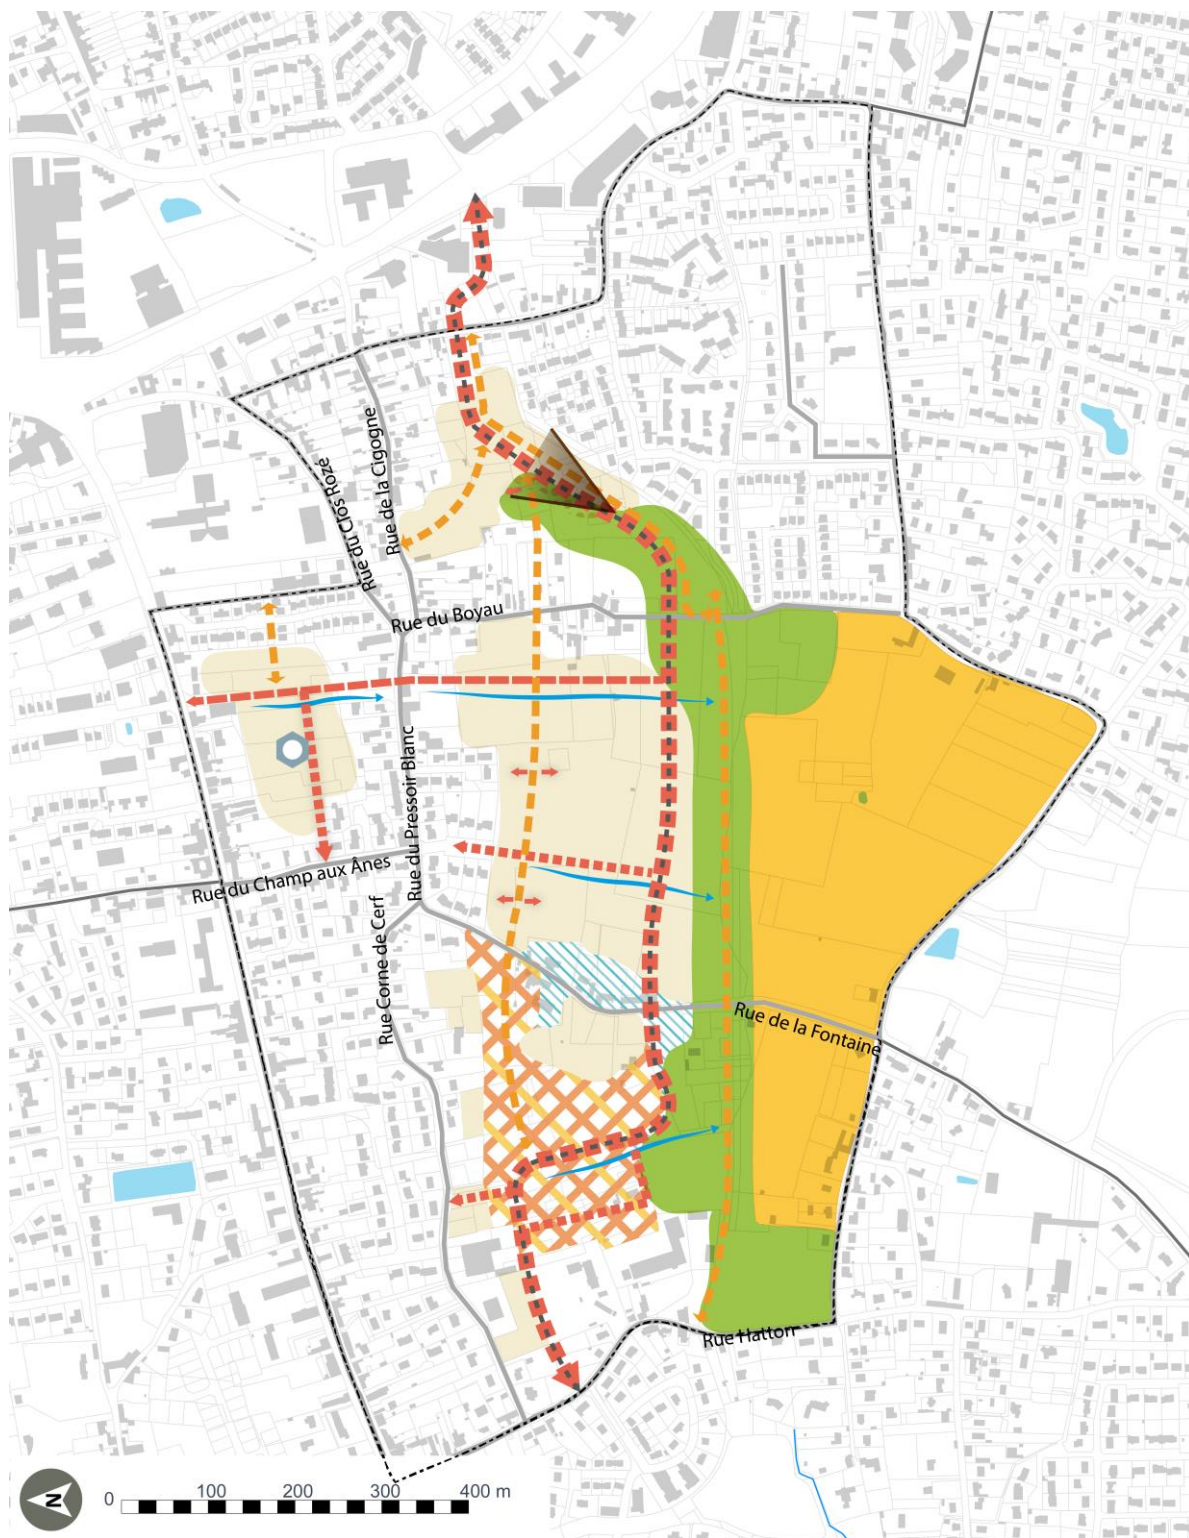 Rue de la Cigogne
Rue du Clos Rozé
Rue du Boyau
Rue du Pressoir Blanc
Rue du Champ aux Ânes
Rue Corne de Cerf
Rue de la Fontaine
Rue Hatton
N
0 100 200 300 400 m